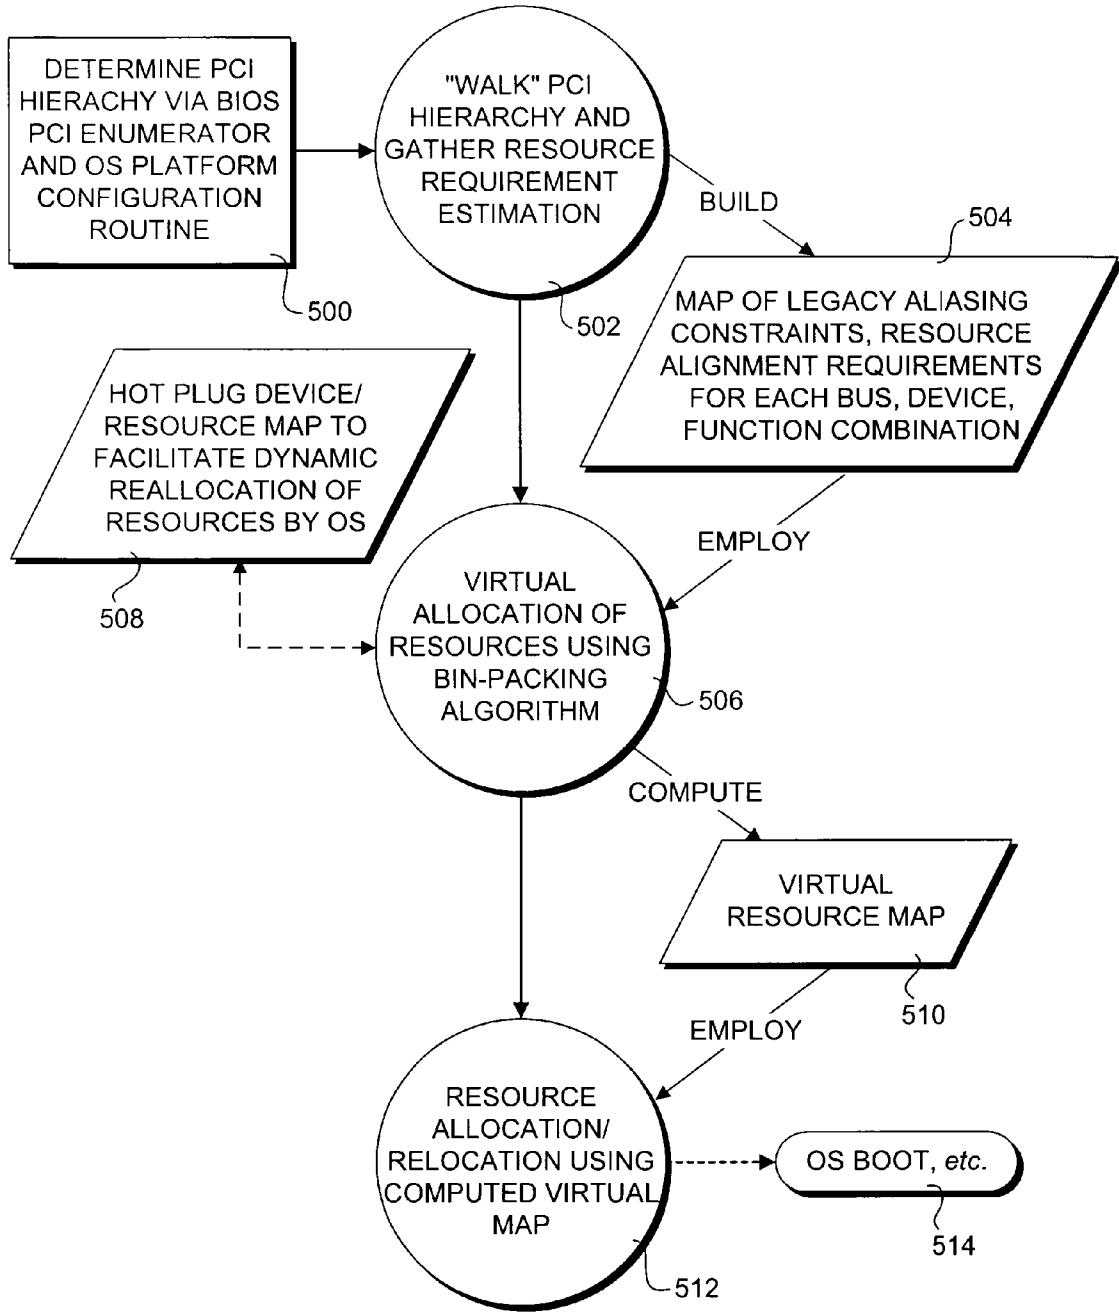 DETERMINE PCI
HIERACHY VIA BIOS
PCI ENUMERATOR
AND OS PLATFORM
CONFIGURATION
ROUTINE
500
"WALK" PCI
HIERARCHY AND
GATHER RESOURCE
REQUIREMENT
ESTIMATION
502
BUILD
504
MAP OF LEGACY ALIASING
CONSTRAINTS, RESOURCE
ALIGNMENT REQUIREMENTS
FOR EACH BUS, DEVICE,
FUNCTION COMBINATION
HOT PLUG DEVICE/
RESOURCE MAP TO
FACILITATE DYNAMIC
REALLOCATION OF
RESOURCES BY OS
508
EMPLOY
VIRTUAL
ALLOCATION OF
RESOURCES USING
BIN-PACKING
ALGORITHM
506
COMPUTE
VIRTUAL
RESOURCE MAP
510
EMPLOY
RESOURCE
ALLOCATION/
RELOCATION USING
COMPUTED VIRTUAL
MAP
512
OS BOOT, etc.
514